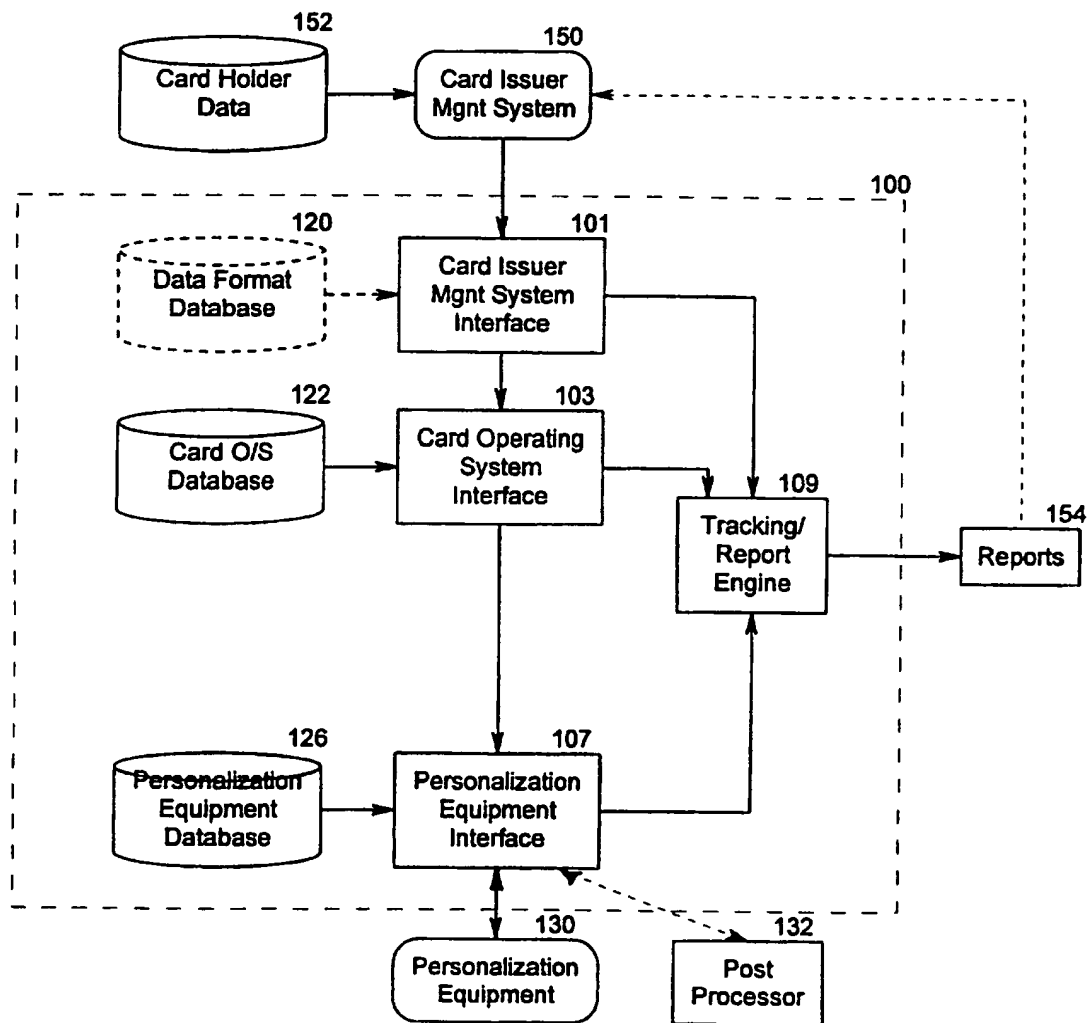 152
Card Holder
Data
150
Card Issuer
Mgnt System
100
120
Data Format
Database
101
Card Issuer
Mgnt System
Interface
122
Card O/S
Database
103
Card Operating
System
Interface
109
Tracking/
Report
Engine
154
Reports
126
Personalization
Equipment
Database
107
Personalization
Equipment
Interface
130
Personalization
Equipment
132
Post
Processor